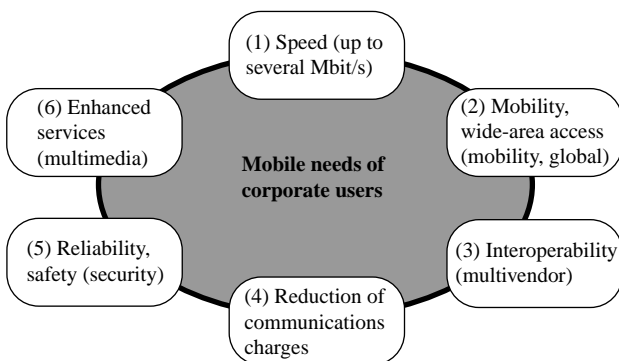 (1) Speed (up to
several Mbit/s)
(6) Enhanced
services
(multimedia)
(2) Mobility,
wide-area access
(mobility, global)
Mobile needs of
corporate users
(5) Reliability,
safety (security)
(3) Interoperability
(multivendor)
(4) Reduction of
communications
charges